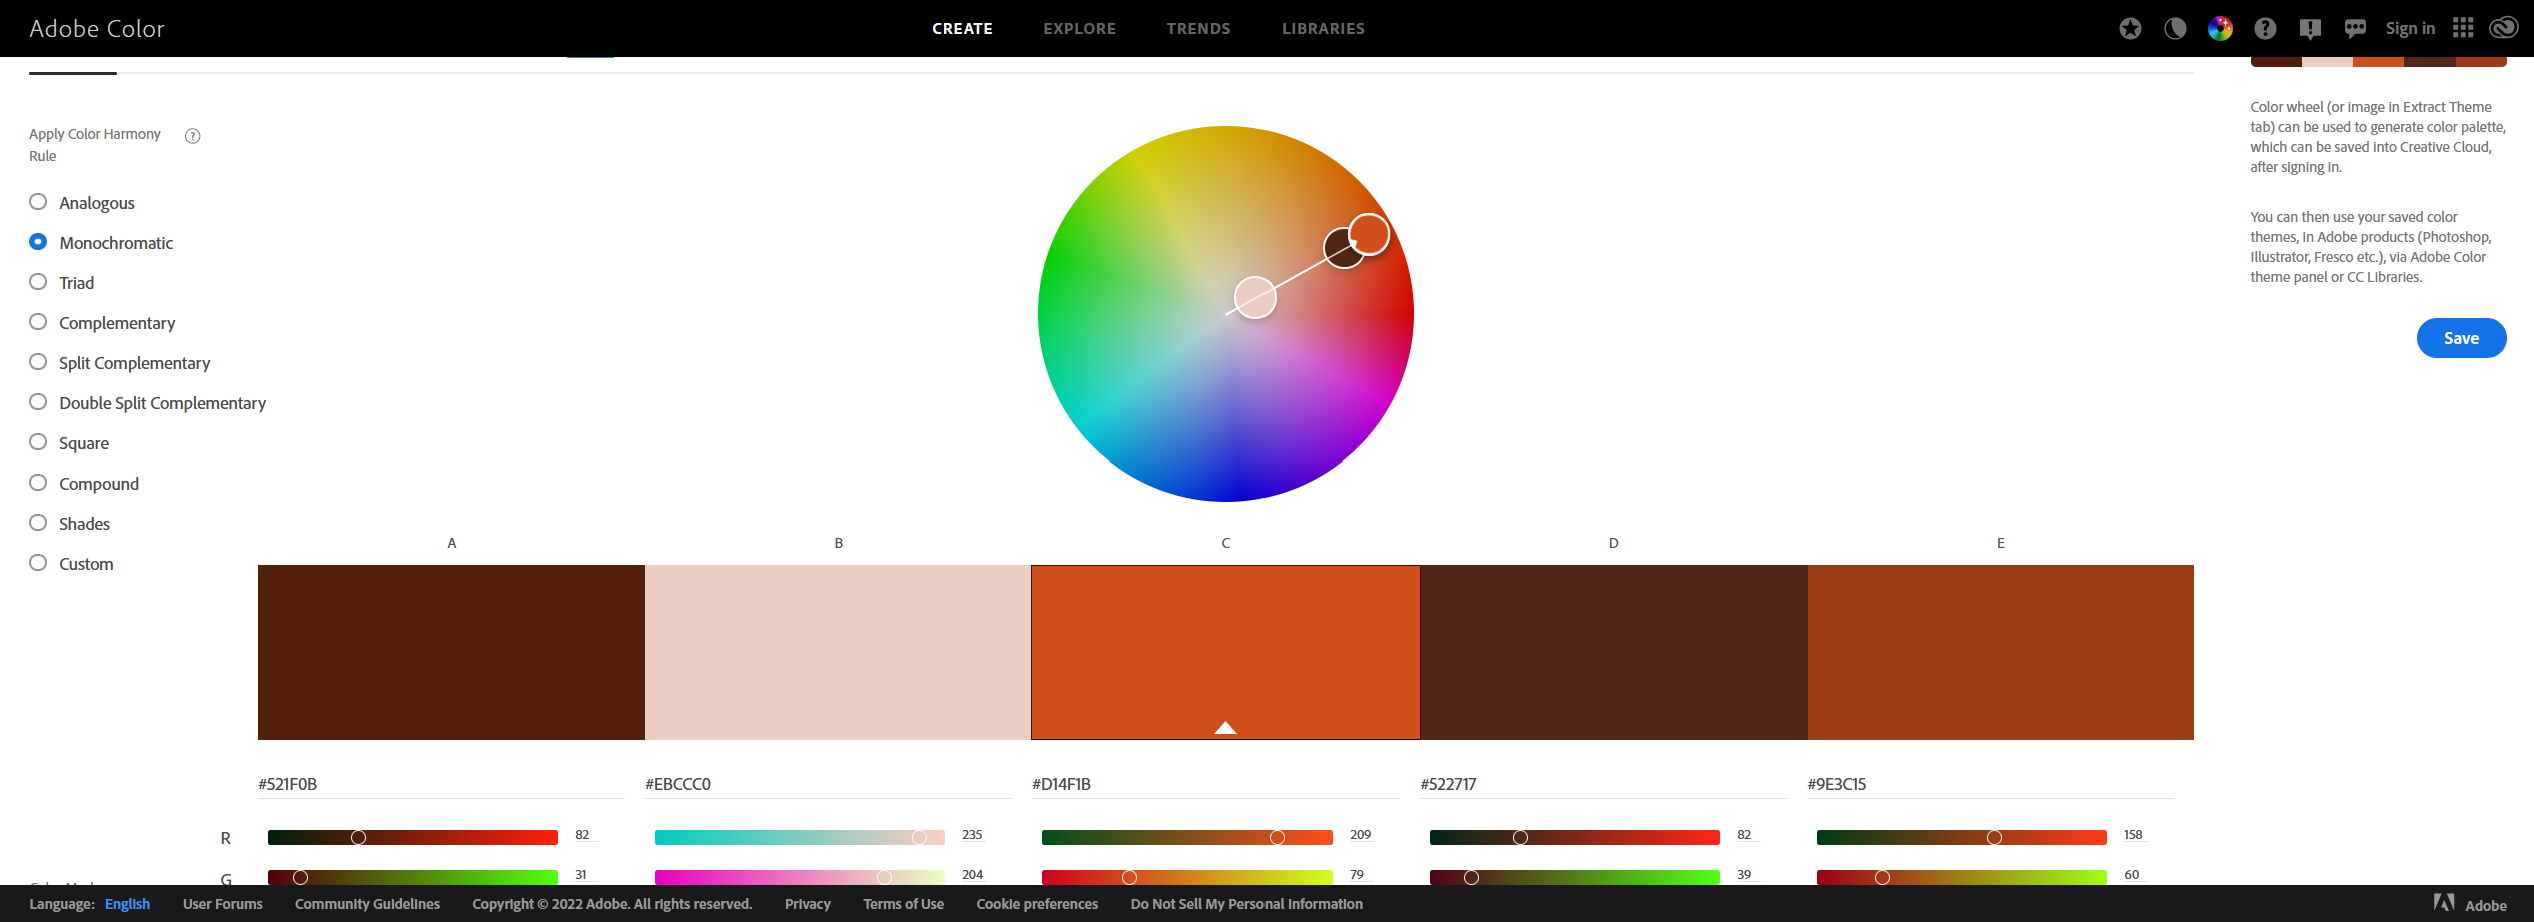 Adobe Color
CREATE
EXPLORE
TRENDS
LIBRARIES
Sign in
Apply Color Harmony
Rule
Analogous
Monochromatic
Triad
Complementary
Split Complementary
Double Split Complementary
Square
Compound
Shades
Custom
Color wheel (or image in Extract Theme
tab) can be used to generate color palette,
which can be saved into Creative Cloud,
after signing in.
You can then use your saved color
themes, in Adobe products (Photoshop,
Illustrator, Fresco etc.), via Adobe Color
theme panel or CC Libraries.
Save
A B C D E
#521F0B #EBCCC0 #D14F1B #522717 #9E3C15
R 82 235 209 82 158
G 31 204 79 39 60
Language: English User Forums Community Guidelines Copyright © 2022 Adobe. All rights reserved. Privacy Terms of Use Cookie preferences Do Not Sell My Personal Information Adobe